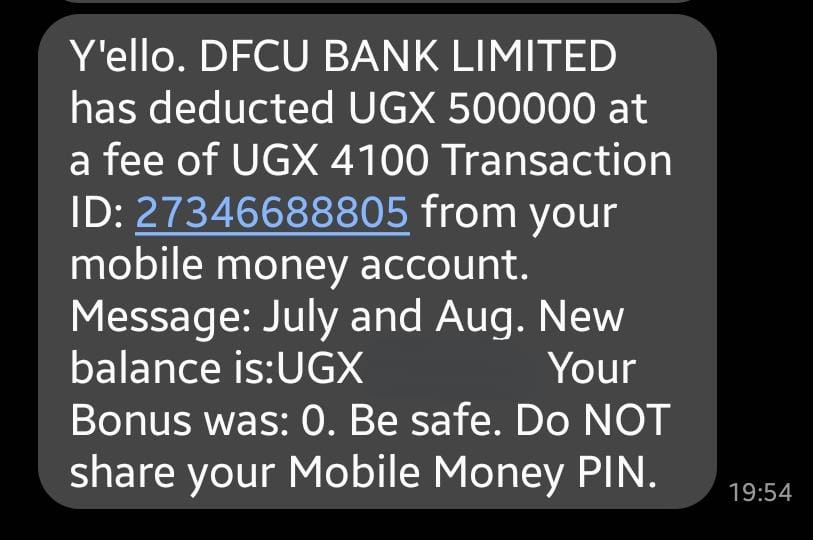 Y'ello. DFCU BANK LIMITED
has deducted UGX 500000 at
a fee of UGX 4100 Transaction
ID: 27346688805 from your
mobile money account.
Message: July and Aug. New
balance is:UGX Your
Bonus was: 0. Be safe. Do NOT
share your Mobile Money PIN.
19:54